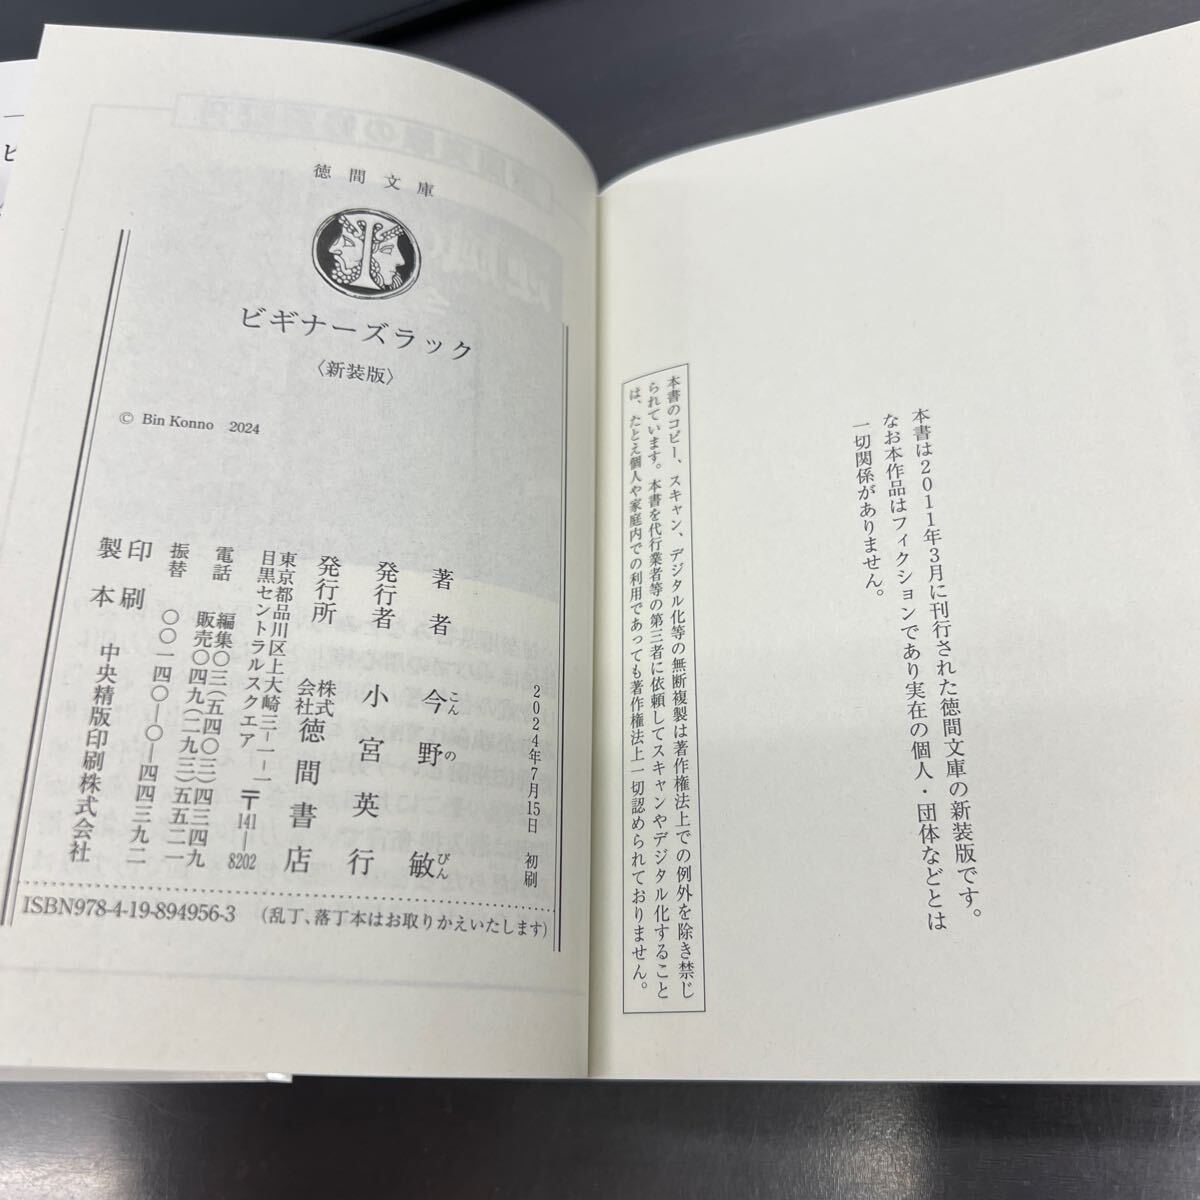 本書は2011年3月に刊行された徳間文庫の新装版です。
なお本作品はフィクションであり実在の個人・団体などとは
一切関係がありません。
本書のコピー、スキャン、デジタル化等の無断複製は著作権法上での例外を除き禁じ
られています。本書を代行業者等の第三者に依頼してスキャンやデジタル化すること
は、たとえ個人や家庭内での利用であっても著作権法上一切認められておりません。
徳間文庫
ビギナーズラック
〈新装版〉
© Bin Konno 2024
2024年7月15日 初刷
著者 今野敏
こんの びん
発行者 小宮英行
発行所 株式会社徳間書店
東京都品川区上大崎三−一−一
目黒セントラルスクエア 〒141−8202
電話 編集〇三(五四〇三)四三四九
販売〇四九(二九三)五五二一
振替 〇〇一四〇−〇−四四三九二
印刷
製本 中央精版印刷株式会社
ISBN978-4-19-894956-3 (乱丁、落丁本はお取りかえいたします)
ビ